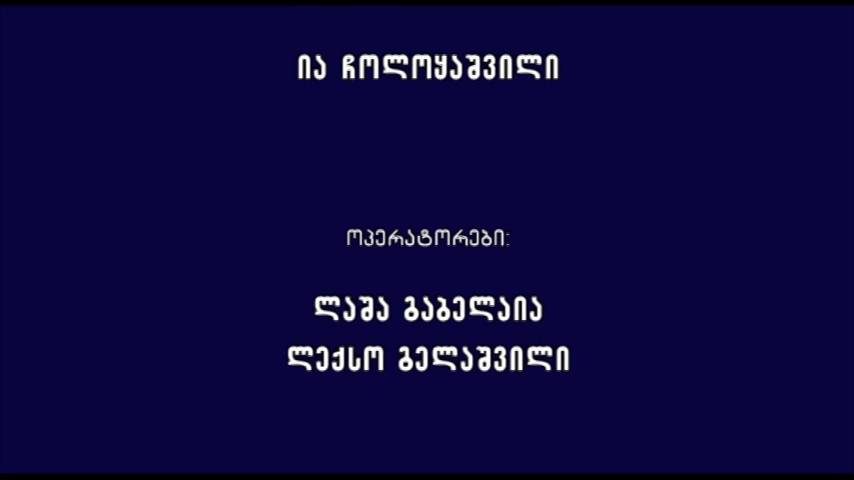 ია ჩოლოყაშვილი
ოპერატორები:
ლაშა გაბელაია
ლექსო გელაშვილი